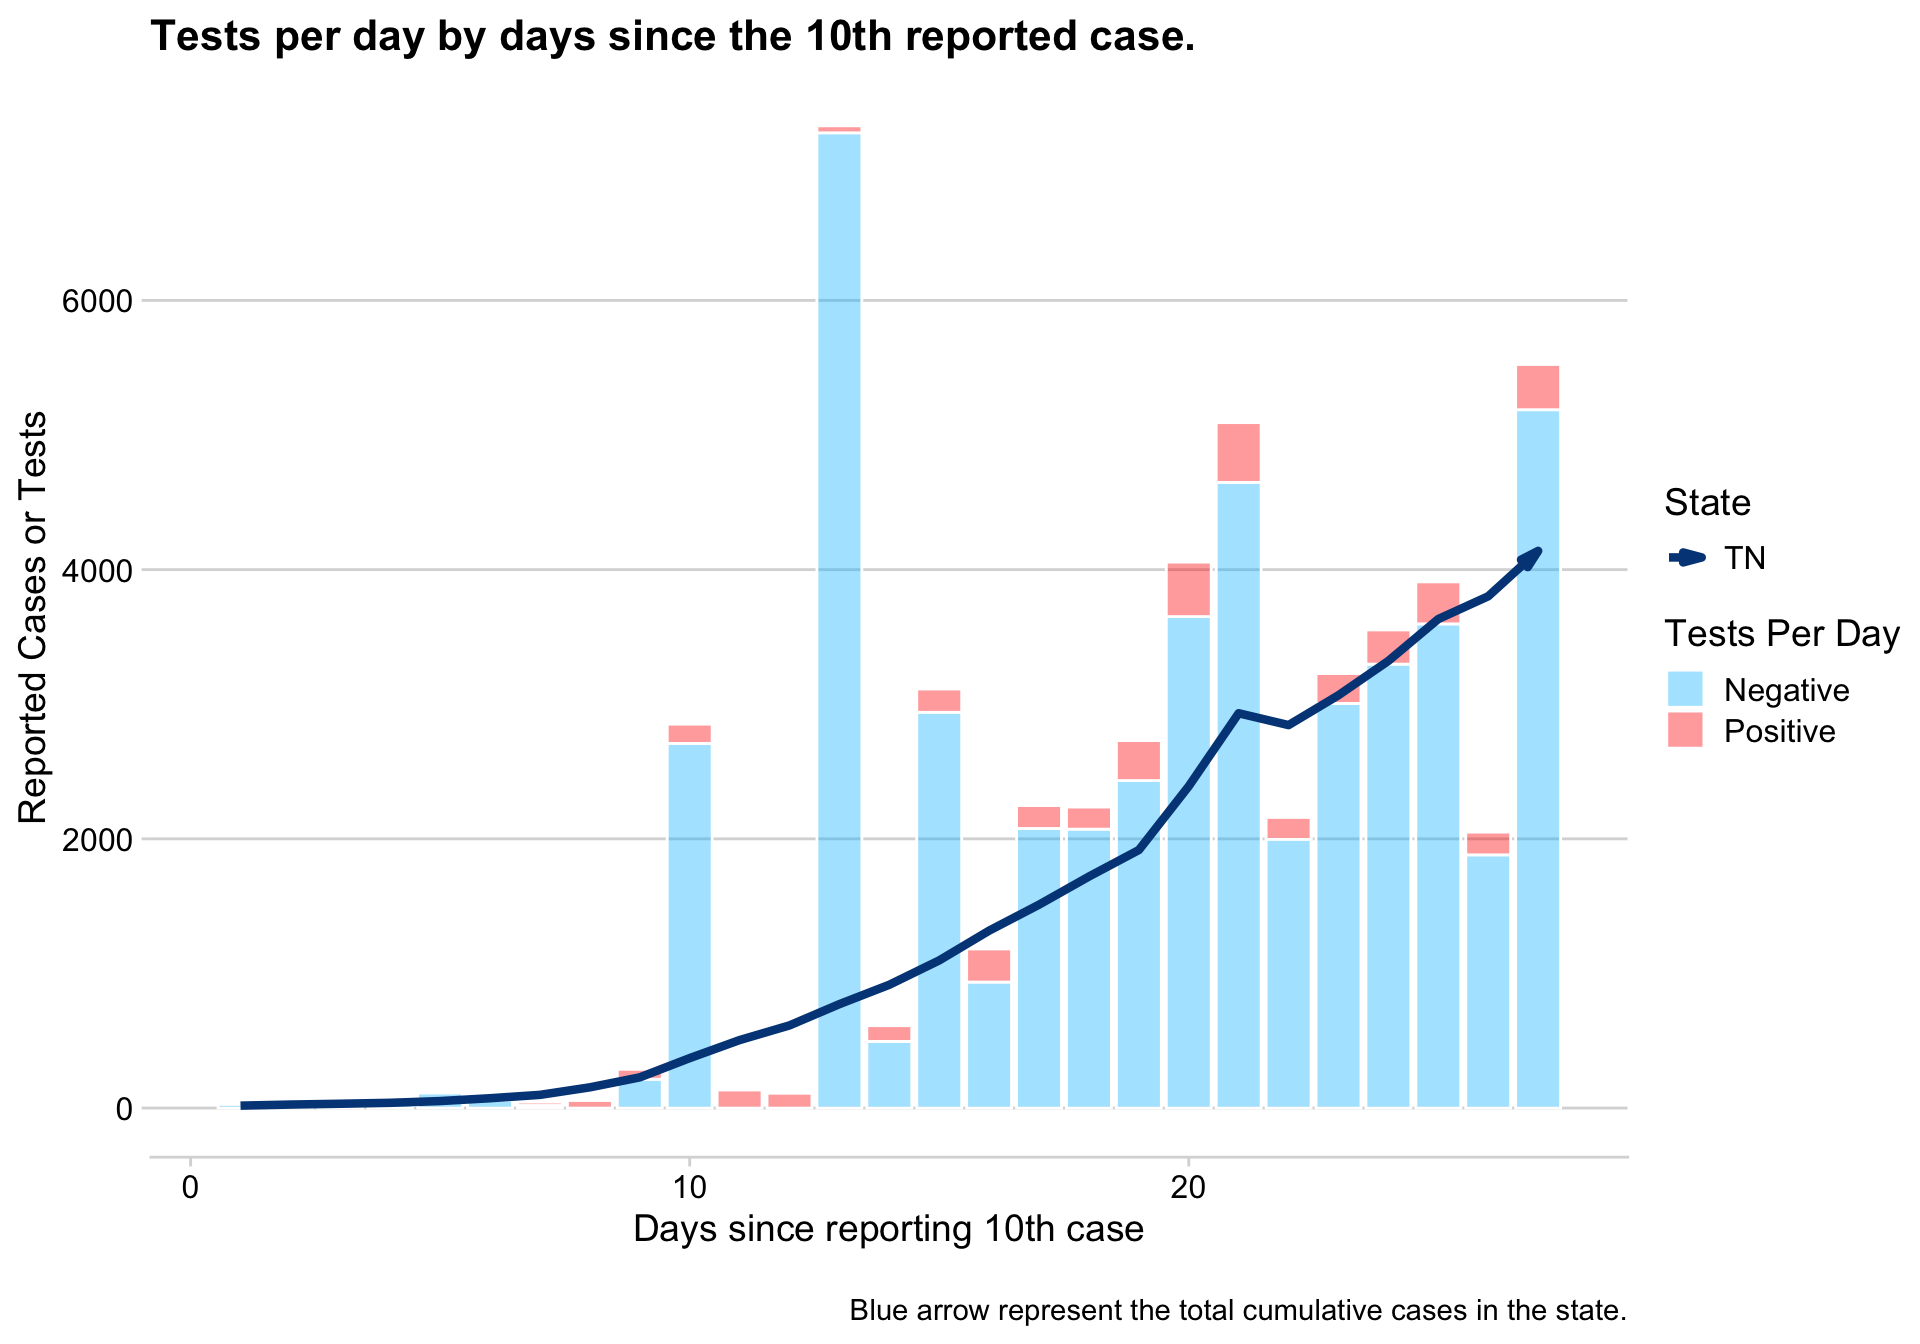 Tests per day by days since the 10th reported case.
Reported Cases or Tests
6000
4000
2000
0
0
10
20
Days since reporting 10th case
State
TN
Tests Per Day
Negative
Positive
Blue arrow represent the total cumulative cases in the state.